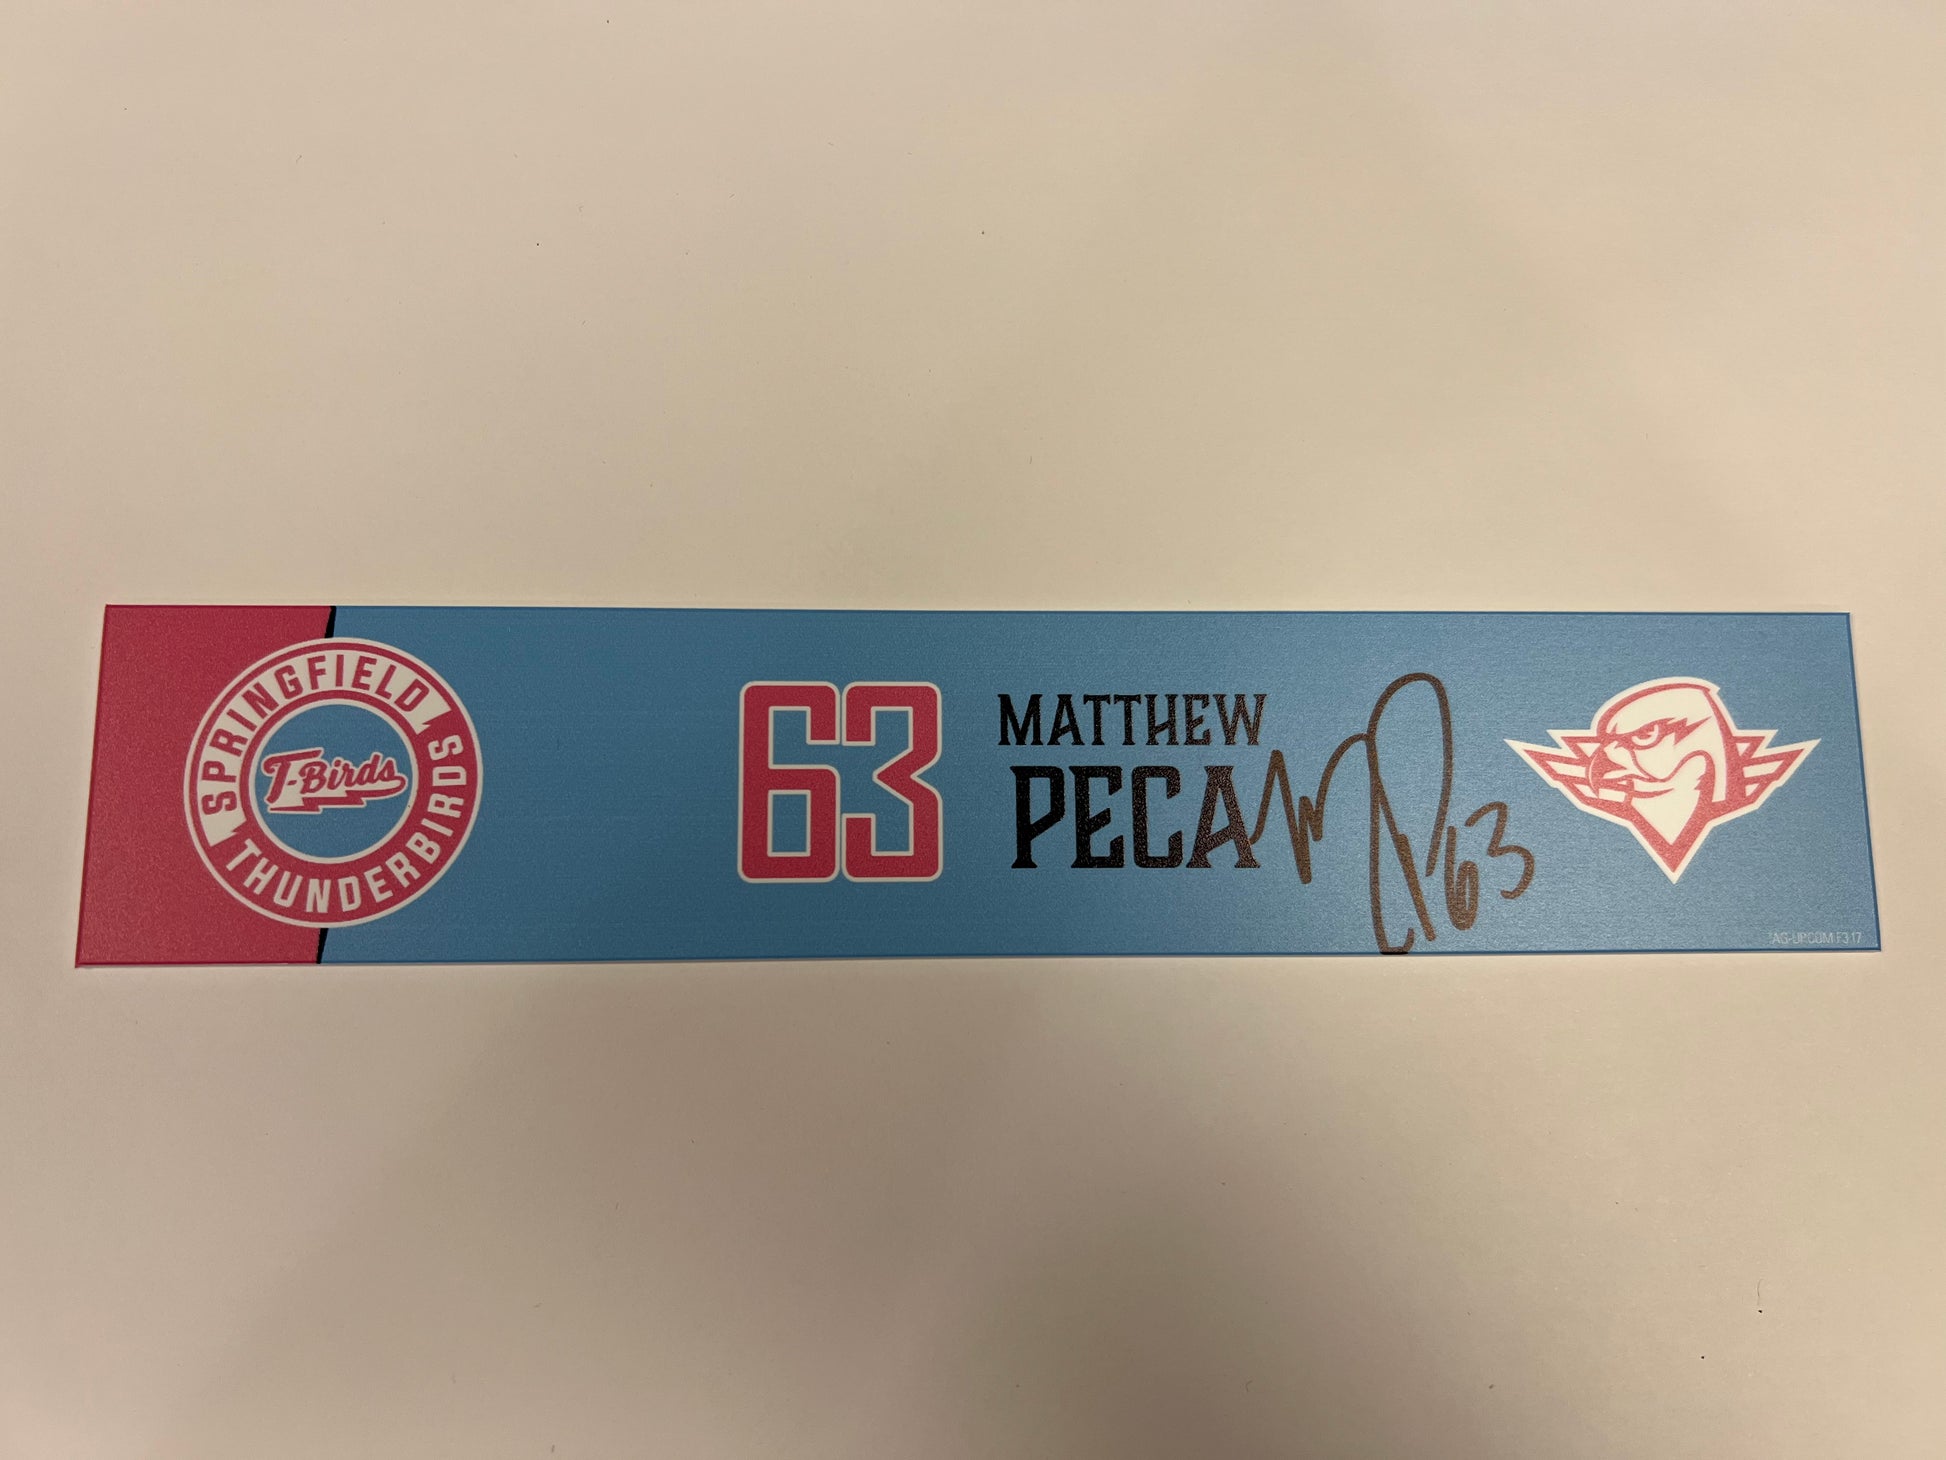 SPRINGFIELD
T-Birds
THUNDERBIRDS
63
MATTHEW
PECA
63